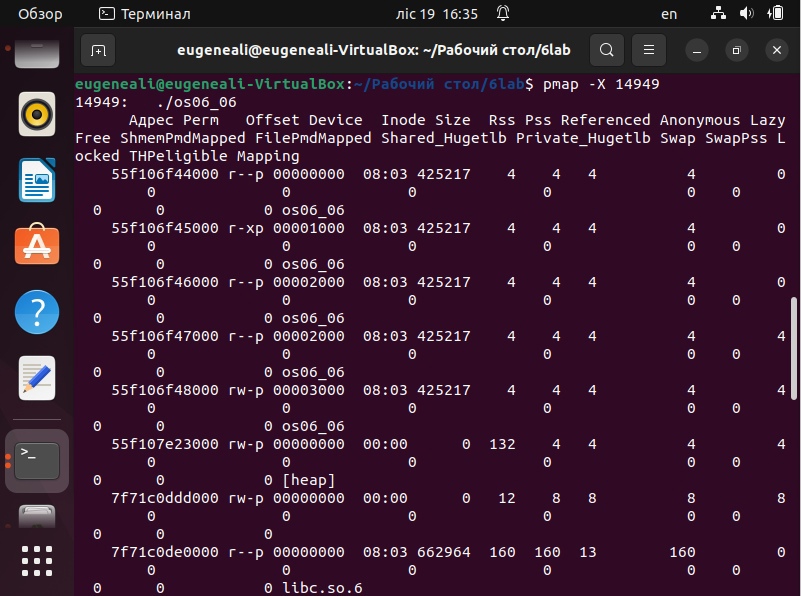 Обзор
Терминал
ліс 19 16:35
en
eugeneali@eugeneali-VirtualBox: ~/Рабочий стол/6lab
eugeneali@eugeneali-VirtualBox:~/Рабочий стол/6lab$ pmap -X 14949
14949:   ./os06_06
Адрес Perm   Offset Device  Inode Size  Rss Pss Referenced Anonymous Lazy
Free ShmemPmdMapped FilePmdMapped Shared_Hugetlb Private_Hugetlb Swap SwapPss L
ocked THPeligible Mapping
55f106f44000 r--p 00000000  08:03 425217    4   4   4          4         0
0              0             0              0               0    0
0      0           0 os06_06
55f106f45000 r-xp 00001000  08:03 425217    4   4   4          4         0
0              0             0              0               0    0
0      0           0 os06_06
55f106f46000 r--p 00002000  08:03 425217    4   4   4          4         0
0              0             0              0               0    0
0      0           0 os06_06
55f106f47000 r--p 00002000  08:03 425217    4   4   4          4         4
0              0             0              0               0    0
0      0           0 os06_06
55f106f48000 rw-p 00003000  08:03 425217    4   4   4          4         4
0              0             0              0               0    0
0      0           0 os06_06
55f107e23000 rw-p 00000000  00:00      0  132   4   4          4         4
0              0             0              0               0    0
0      0           0 [heap]
7f71c0ddd000 rw-p 00000000  00:00      0   12   8   8          8         8
0              0             0              0               0    0
0      0           0
7f71c0de0000 r--p 00000000  08:03 662964  160 160  13        160         0
0              0             0              0               0    0
0      0           0 libc.so.6